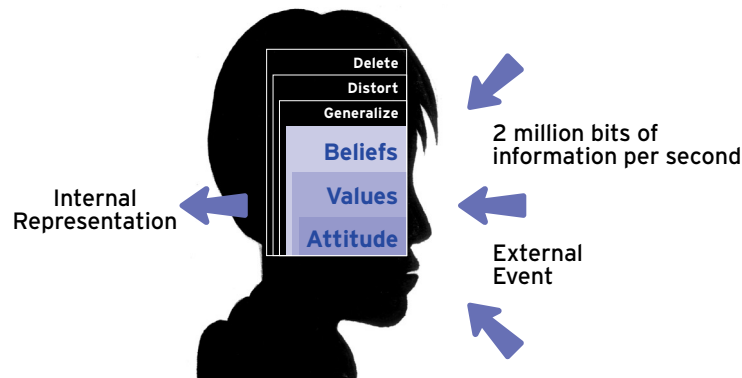 Delete
Distort
Generalize
Beliefs
Values
Attitude
Internal
Representation
2 million bits of
information per second
External
Event